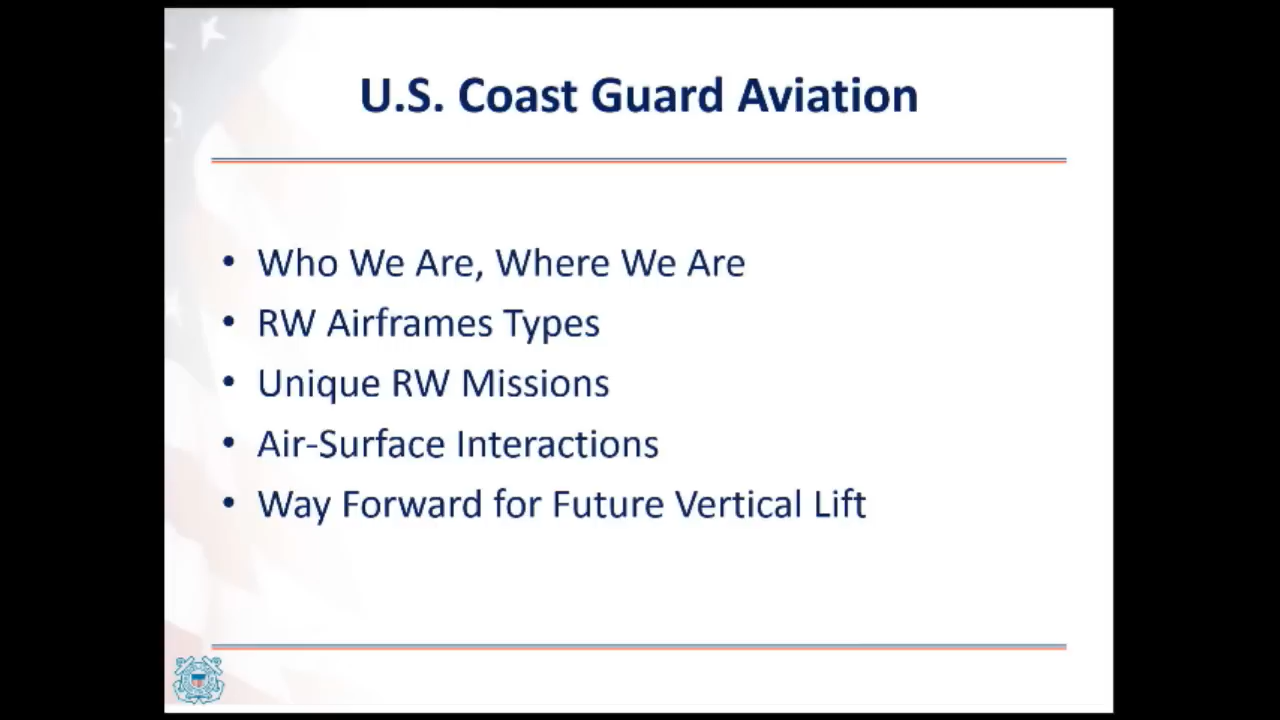 U.S. Coast Guard Aviation
• Who We Are, Where We Are
• RW Airframes Types
• Unique RW Missions
• Air-Surface Interactions
• Way Forward for Future Vertical Lift